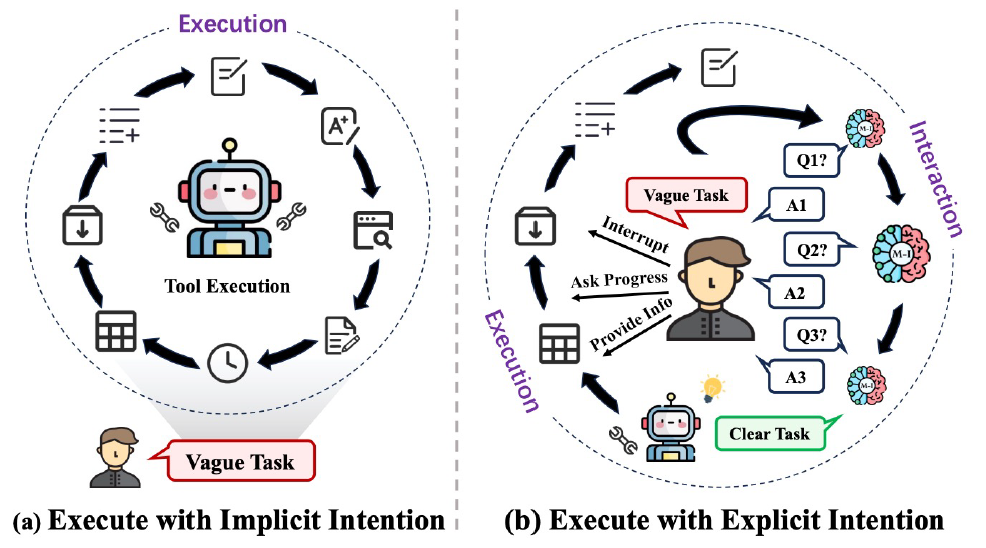 Execution
A+
Tool Execution
Vague Task
(a) Execute with Implicit Intention
M-I
Q1?
Interaction
Vague Task
A1
Interrupt
Q2?
M-I
Ask Progress
A2
Provide Info
Q3?
Execution
A3
M-I
Clear Task
(b) Execute with Explicit Intention